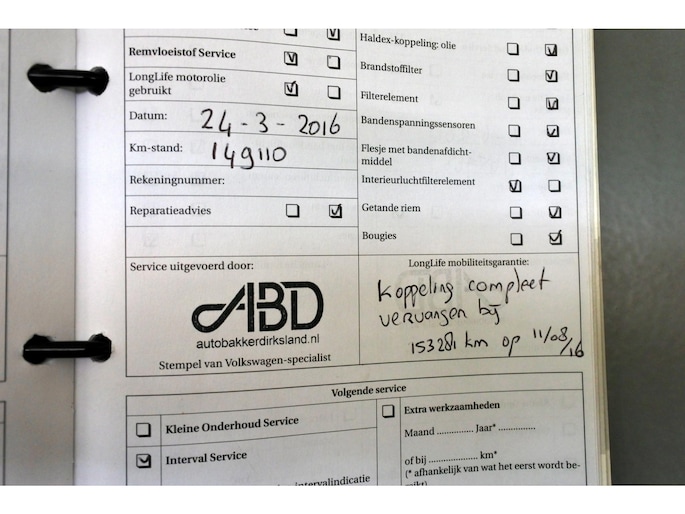 Haldex-koppeling: olie
Remvloeistof Service
Brandstoffilter
LongLife motorolie
gebruikt
Filterelement
Datum: 24-3-2016
Bandenspanningssensoren
Km-stand: 149110
Flesje met bandenafdicht-
middel
Rekeningnummer:
Interieurluchtfilterelement
Reparatieadvies
Getande riem
Bougies
Service uitgevoerd door:
ABD
autobakkerdirksland.nl
Stempel van Volkswagen-specialist
LongLife mobiliteitsgarantie:
Koppeling compleet
vervangen bij
153281 km op 11/08/16
Volgende service
Kleine Onderhoud Service
Interval Service
intervalindicatie
Extra werkzaamheden
Maand .............. Jaar* ..............
of bij .................... km*
(* afhankelijk van wat het eerst wordt be-